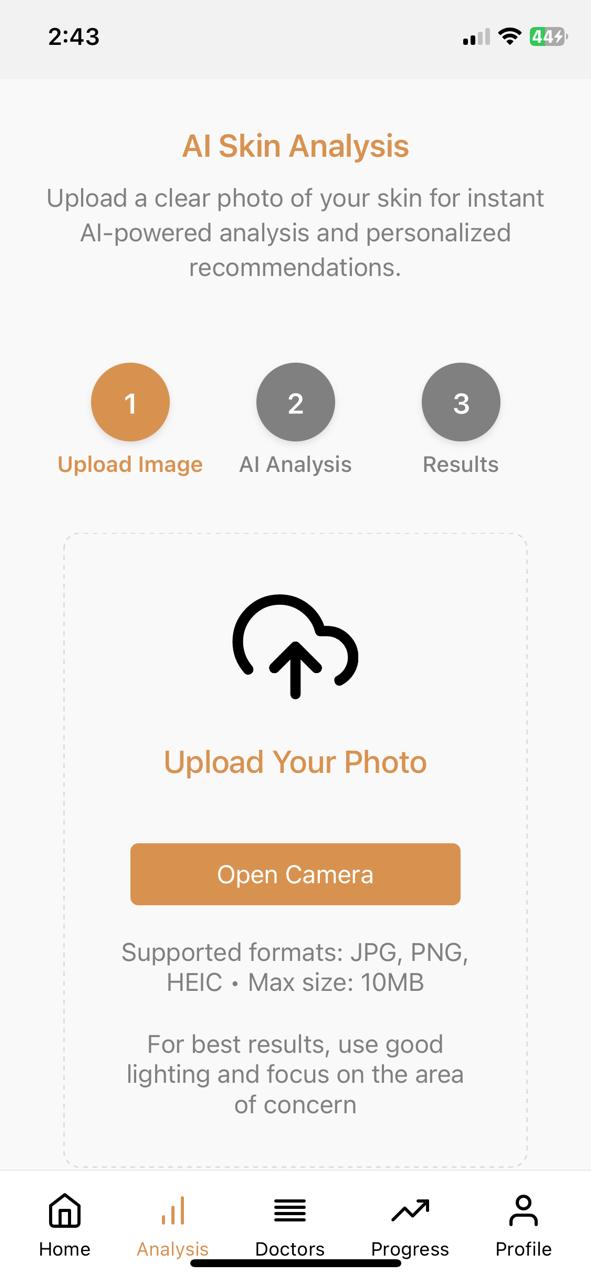 2:43
44
AI Skin Analysis
Upload a clear photo of your skin for instant
AI-powered analysis and personalized
recommendations.
1
2
3
Upload Image
AI Analysis
Results
Upload Your Photo
Open Camera
Supported formats: JPG, PNG,
HEIC • Max size: 10MB
For best results, use good
lighting and focus on the area
of concern
Home
Analysis
Doctors
Progress
Profile